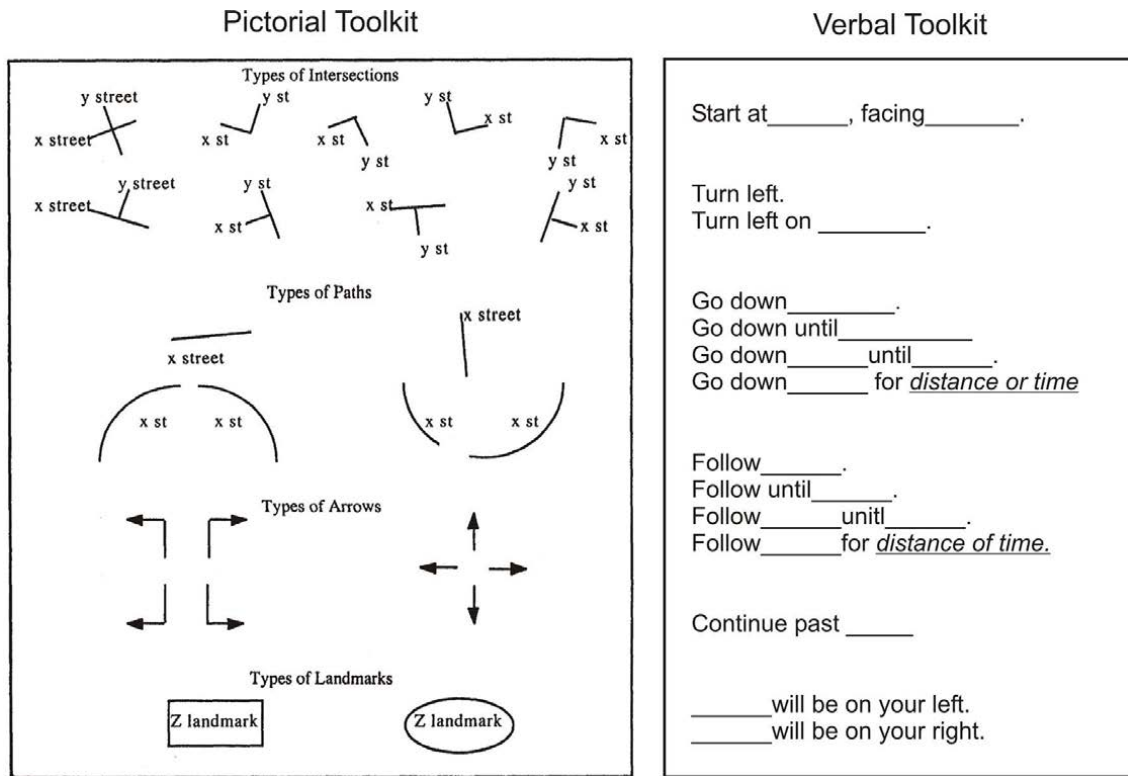 Pictorial Toolkit
Types of Intersections
y street
y st
y st
x street
x st
x st
x st
x st
y st
y st
y street
y st
y st
x street
x st
x st
x st
y st
Types of Paths
x street
x street
x st
x st
x st
x st
Types of Arrows
Types of Landmarks
Z landmark
Z landmark
Verbal Toolkit
Start at______, facing_______.
Turn left.
Turn left on ________.
Go down________.
Go down until__________
Go down______until______.
Go down______ for distance or time
Follow______.
Follow until______.
Follow______unitl______.
Follow______for distance of time.
Continue past _____
______will be on your left.
______will be on your right.